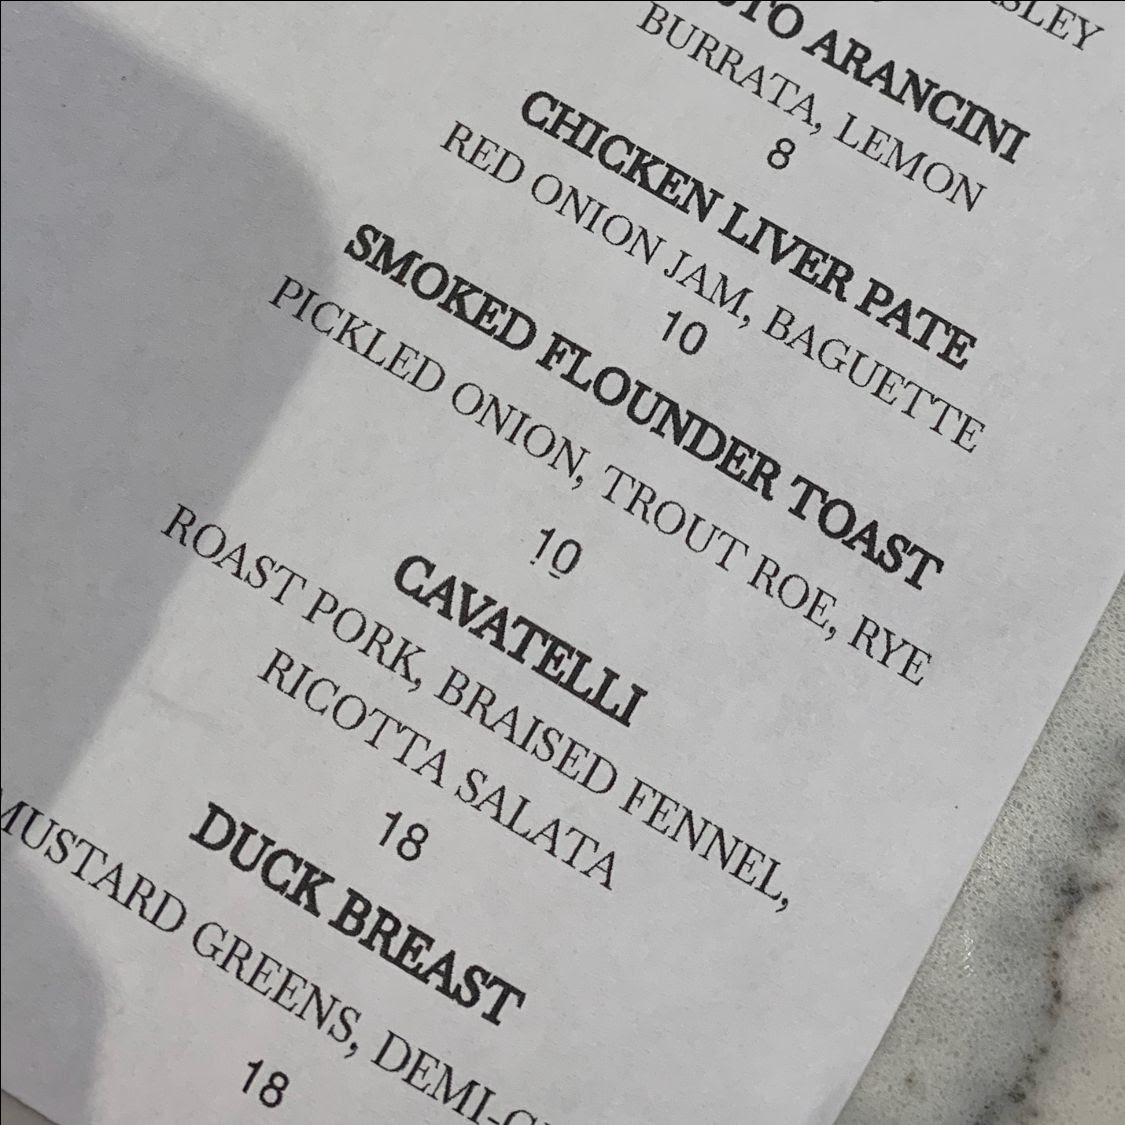 ARANCINI
BURRATA, LEMON
8
CHICKEN LIVER PATE
RED ONION JAM, BAGUETTE
10
SMOKED FLOUNDER TOAST
PICKLED ONION, TROUT ROE, RYE
10
CAVATELLI
ROAST PORK, BRAISED FENNEL,
RICOTTA SALATA
18
DUCK BREAST
MUSTARD GREENS,
18